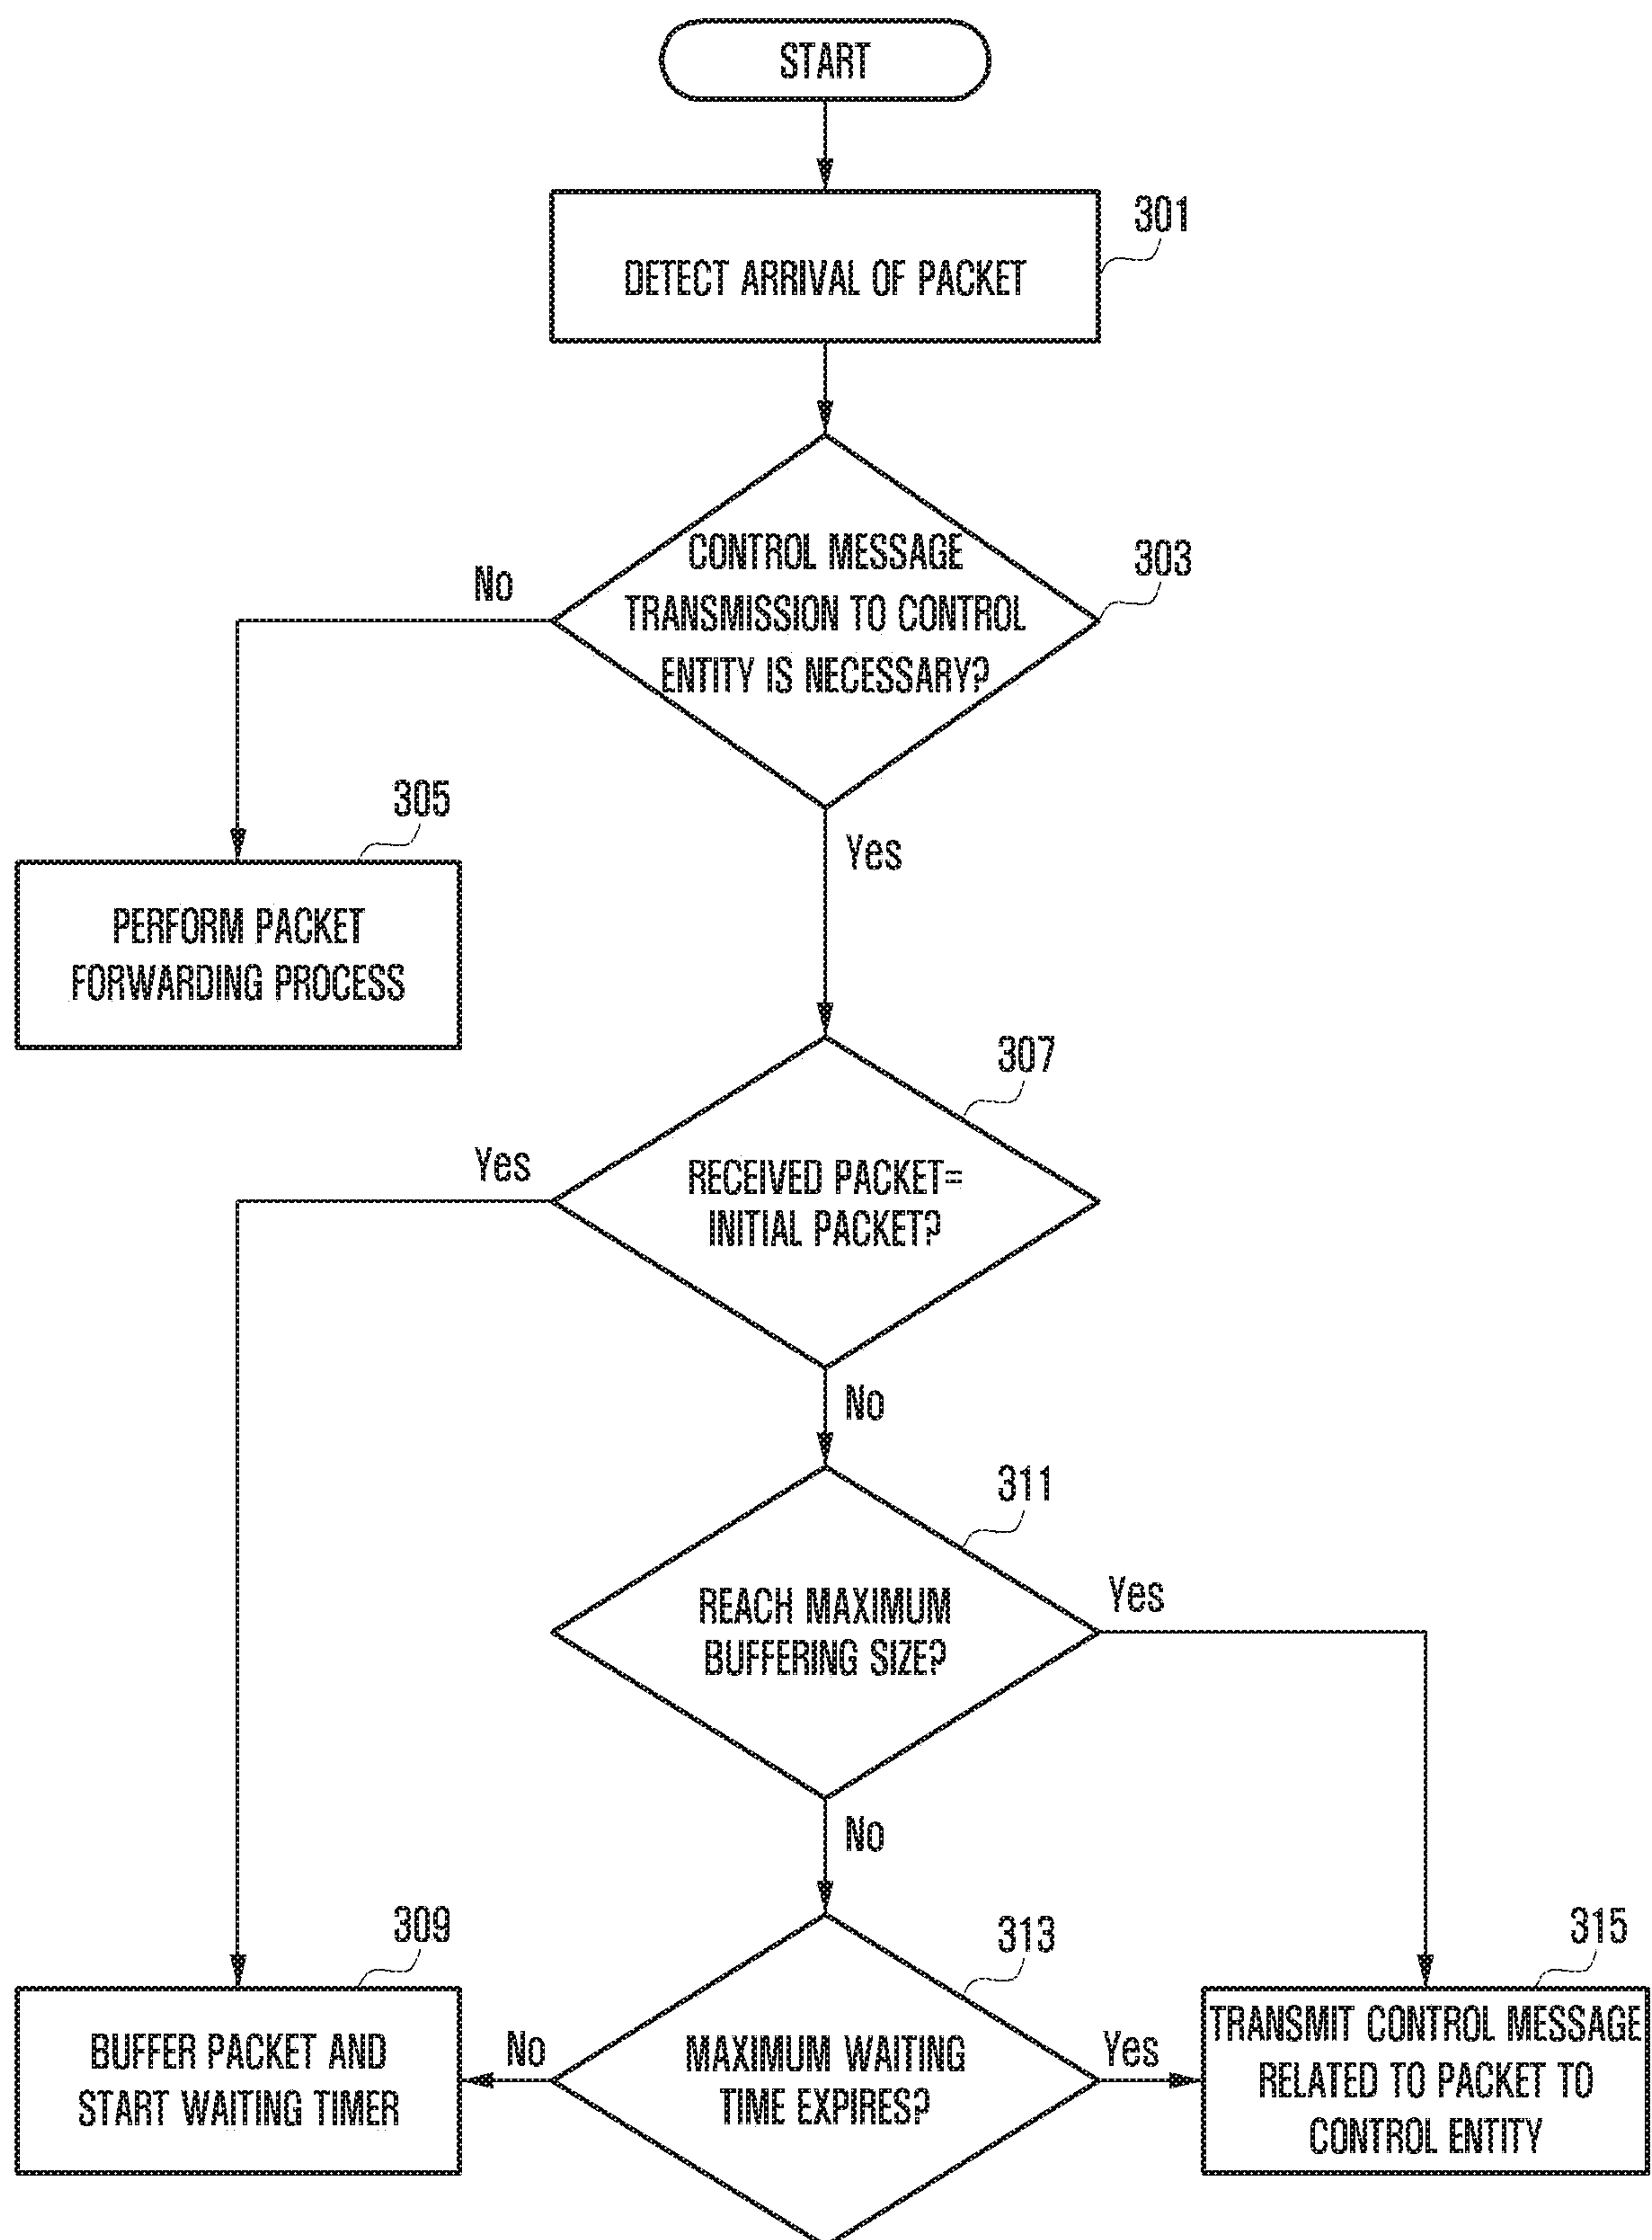 START
301
DETECT ARRIVAL OF PACKET
303
CONTROL MESSAGE
TRANSMISSION TO CONTROL
ENTITY IS NECESSARY?
No
Yes
305
PERFORM PACKET
FORWARDING PROCESS
307
RECEIVED PACKET=
INITIAL PACKET?
Yes
No
311
REACH MAXIMUM
BUFFERING SIZE?
Yes
No
309
BUFFER PACKET AND
START WAITING TIMER
313
MAXIMUM WAITING
TIME EXPIRES?
No
Yes
315
TRANSMIT CONTROL MESSAGE
RELATED TO PACKET TO
CONTROL ENTITY